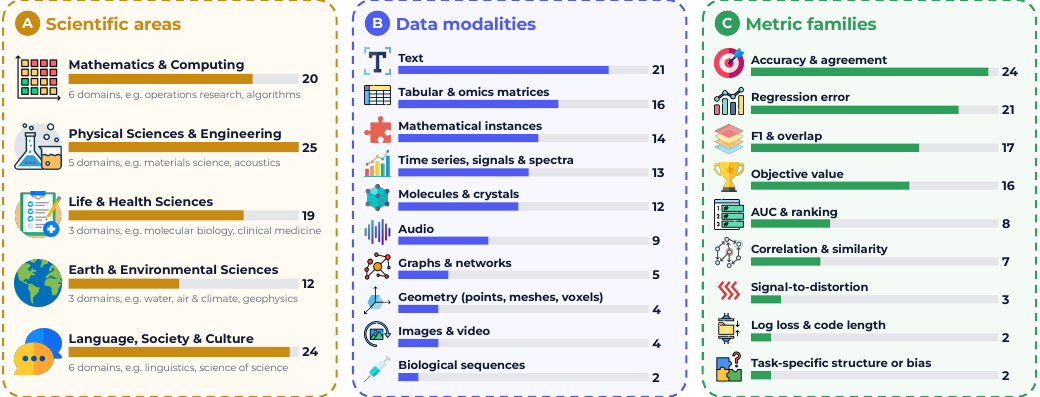 A Scientific areas
Mathematics & Computing
20
6 domains, e.g. operations research, algorithms
Physical Sciences & Engineering
25
5 domains, e.g. materials science, acoustics
Life & Health Sciences
19
3 domains, e.g. molecular biology, clinical medicine
Earth & Environmental Sciences
12
3 domains, e.g. water, air & climate, geophysics
Language, Society & Culture
24
6 domains, e.g. linguistics, science of science
B Data modalities
Text
21
Tabular & omics matrices
16
Mathematical instances
14
Time series, signals & spectra
13
Molecules & crystals
12
Audio
9
Graphs & networks
5
Geometry (points, meshes, voxels)
4
Images & video
4
Biological sequences
2
C Metric families
Accuracy & agreement
24
Regression error
21
F1 & overlap
17
Objective value
16
AUC & ranking
8
Correlation & similarity
7
Signal-to-distortion
3
Log loss & code length
2
Task-specific structure or bias
2